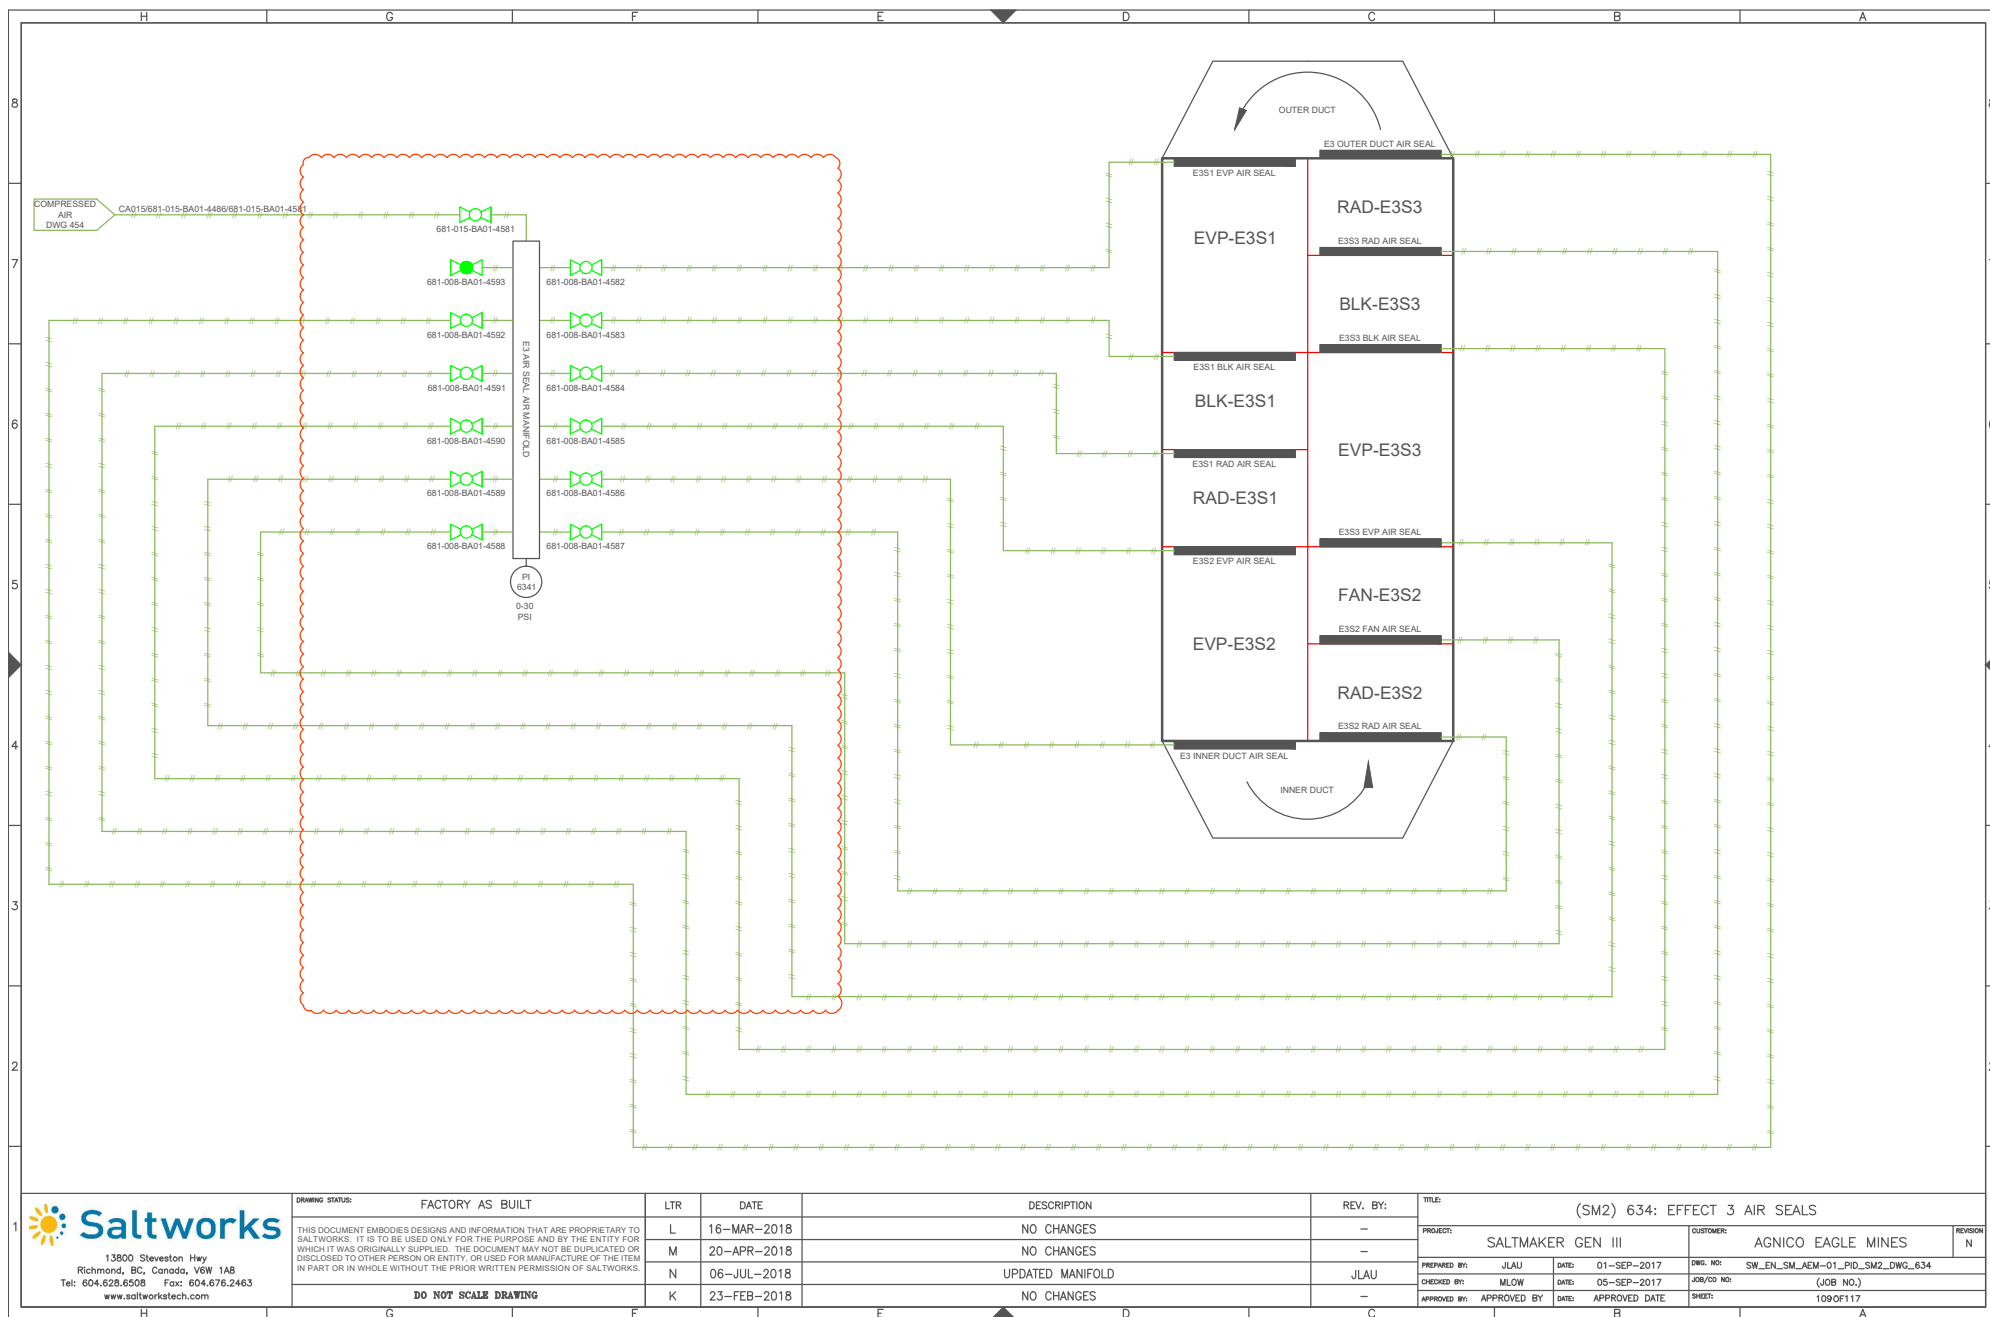 H G F E D C B A
8
7
6
5
4
3
2
1
OUTER DUCT
E3 OUTER DUCT AIR SEAL
E3S1 EVP AIR SEAL
COMPRESSED
AIR
DWG 454
CA015/681-015-BA01-4486/681-015-BA01-4581
681-015-BA01-4581
RAD-E3S3
EVP-E3S1
E3S3 RAD AIR SEAL
681-008-BA01-4593
681-008-BA01-4582
BLK-E3S3
681-008-BA01-4592
681-008-BA01-4583
E3S3 BLK AIR SEAL
E3 AIR SEAL AIR MANIFOLD
E3S1 BLK AIR SEAL
681-008-BA01-4591
681-008-BA01-4584
BLK-E3S1
681-008-BA01-4590
681-008-BA01-4585
EVP-E3S3
E3S1 RAD AIR SEAL
681-008-BA01-4589
681-008-BA01-4586
RAD-E3S1
E3S3 EVP AIR SEAL
681-008-BA01-4588
681-008-BA01-4587
E3S2 EVP AIR SEAL
PI
6341
0-30
PSI
FAN-E3S2
E3S2 FAN AIR SEAL
EVP-E3S2
RAD-E3S2
E3S2 RAD AIR SEAL
E3 INNER DUCT AIR SEAL
INNER DUCT
Saltworks
13800 Steveston Hwy
Richmond, BC, Canada, V6W 1A8
Tel: 604.628.6508 Fax: 604.676.2463
www.saltworkstech.com
DRAWING STATUS:
FACTORY AS BUILT
THIS DOCUMENT EMBODIES DESIGNS AND INFORMATION THAT ARE PROPRIETARY TO
SALTWORKS. IT IS TO BE USED ONLY FOR THE PURPOSE AND BY THE ENTITY FOR
WHICH IT WAS ORIGINALLY SUPPLIED. THE DOCUMENT MAY NOT BE DUPLICATED OR
DISCLOSED TO OTHER PERSON OR ENTITY, OR USED FOR MANUFACTURE OF THE ITEM
IN PART OR IN WHOLE WITHOUT THE PRIOR WRITTEN PERMISSION OF SALTWORKS.
DO NOT SCALE DRAWING
LTR DATE DESCRIPTION REV. BY:
L 16-MAR-2018 NO CHANGES -
M 20-APR-2018 NO CHANGES -
N 06-JUL-2018 UPDATED MANIFOLD JLAU
K 23-FEB-2018 NO CHANGES -
TITLE:
(SM2) 634: EFFECT 3 AIR SEALS
PROJECT: SALTMAKER GEN III
CUSTOMER: AGNICO EAGLE MINES
REVISION
N
PREPARED BY: JLAU DATE: 01-SEP-2017
DWG. NO: SW_EN_SM_AEM-01_PID_SM2_DWG_634
CHECKED BY: MLOW DATE: 05-SEP-2017
JOB/CO NO: (JOB NO.)
APPROVED BY: APPROVED BY DATE: APPROVED DATE
SHEET: 109OF117
H G F E D C B A